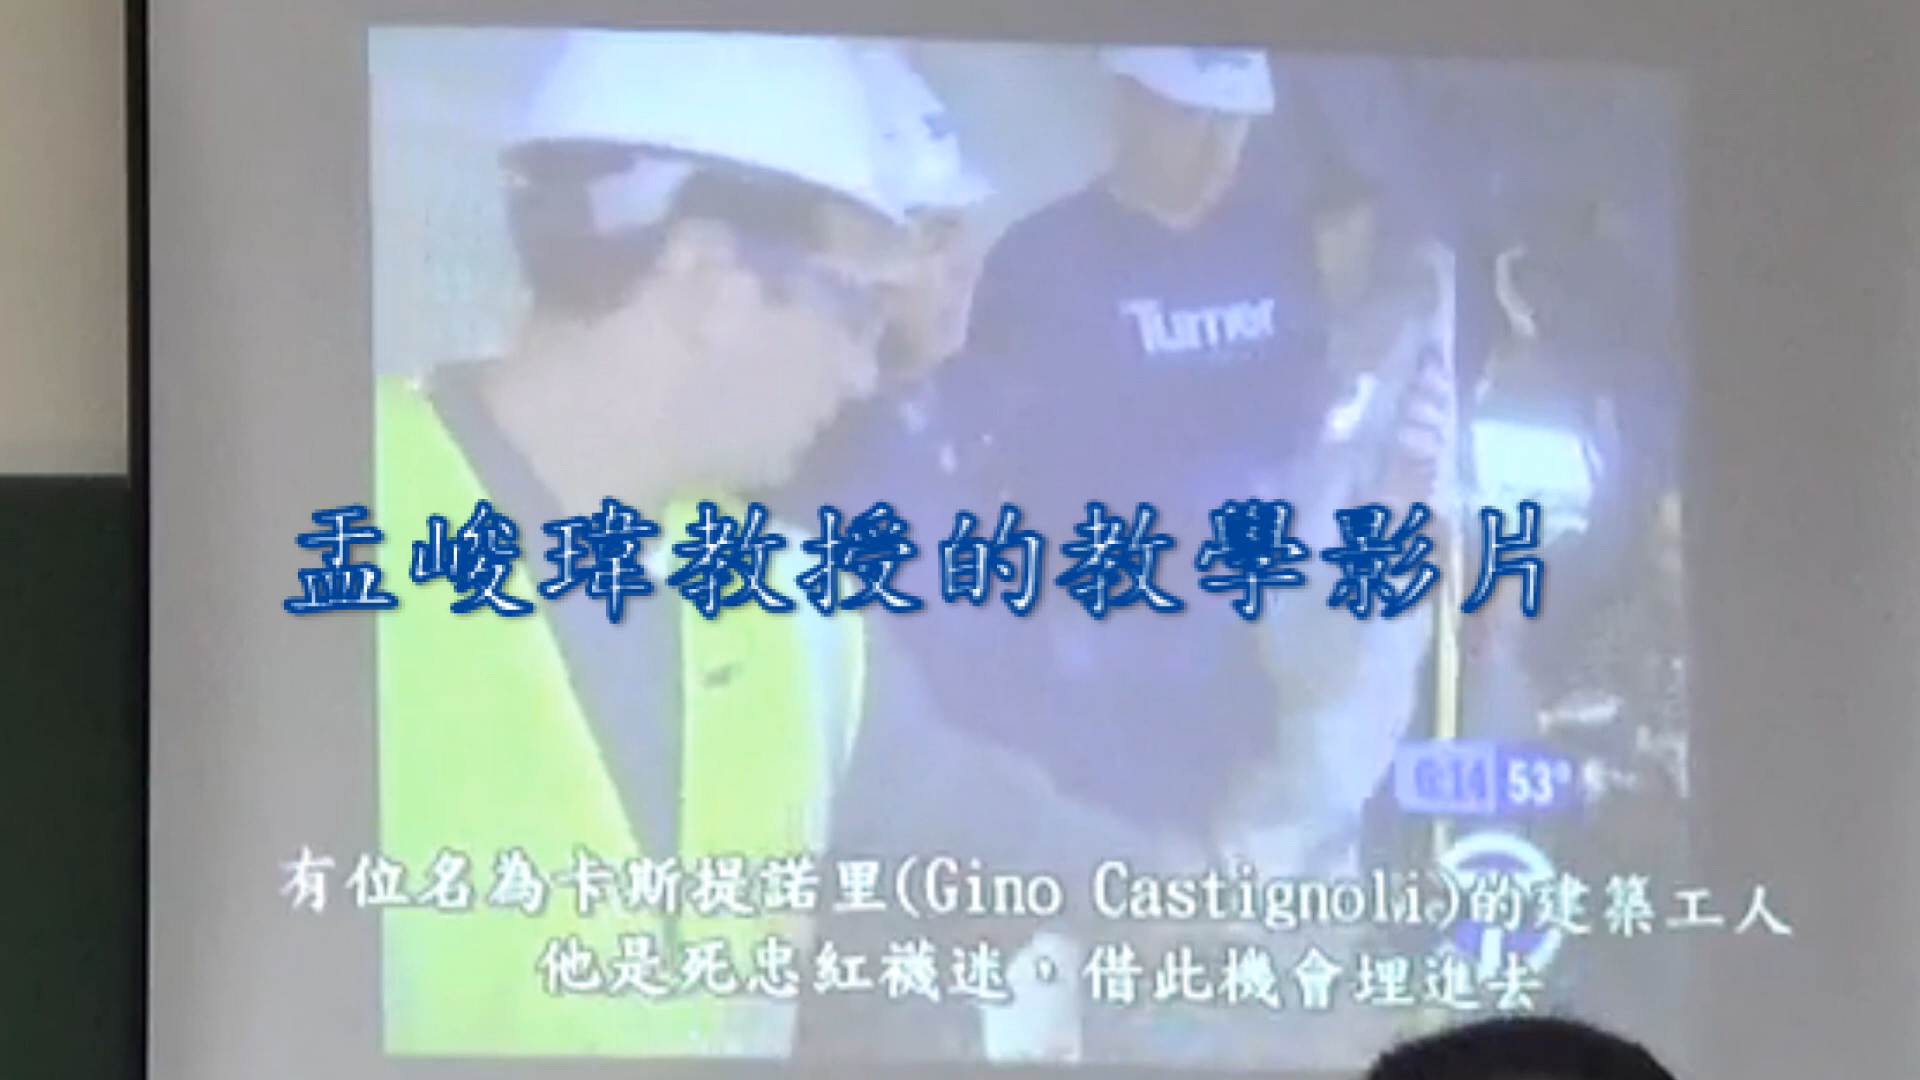 Turner
孟峻瑋教授的教學影片
6:14 53°
有位名為卡斯提諾里(Gino Castignoli)的建築工人
他是死忠紅襪迷，借此機會埋進去